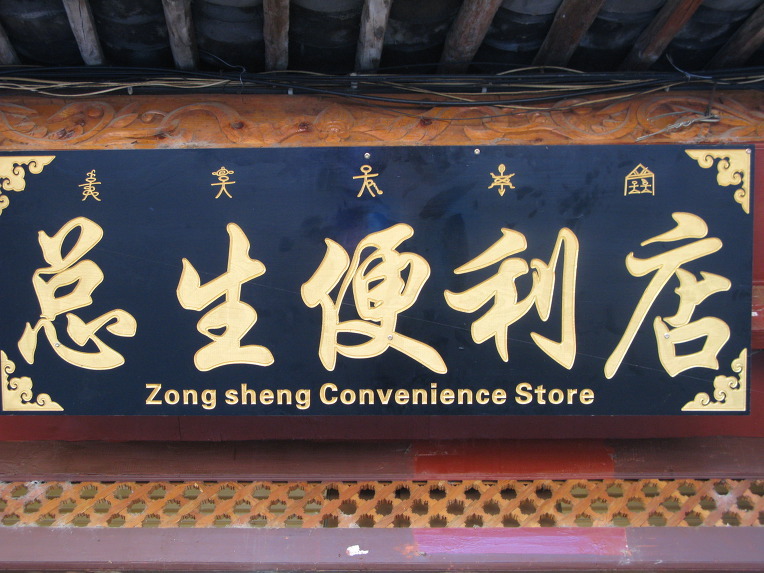 总生便利店
Zong sheng Convenience Store